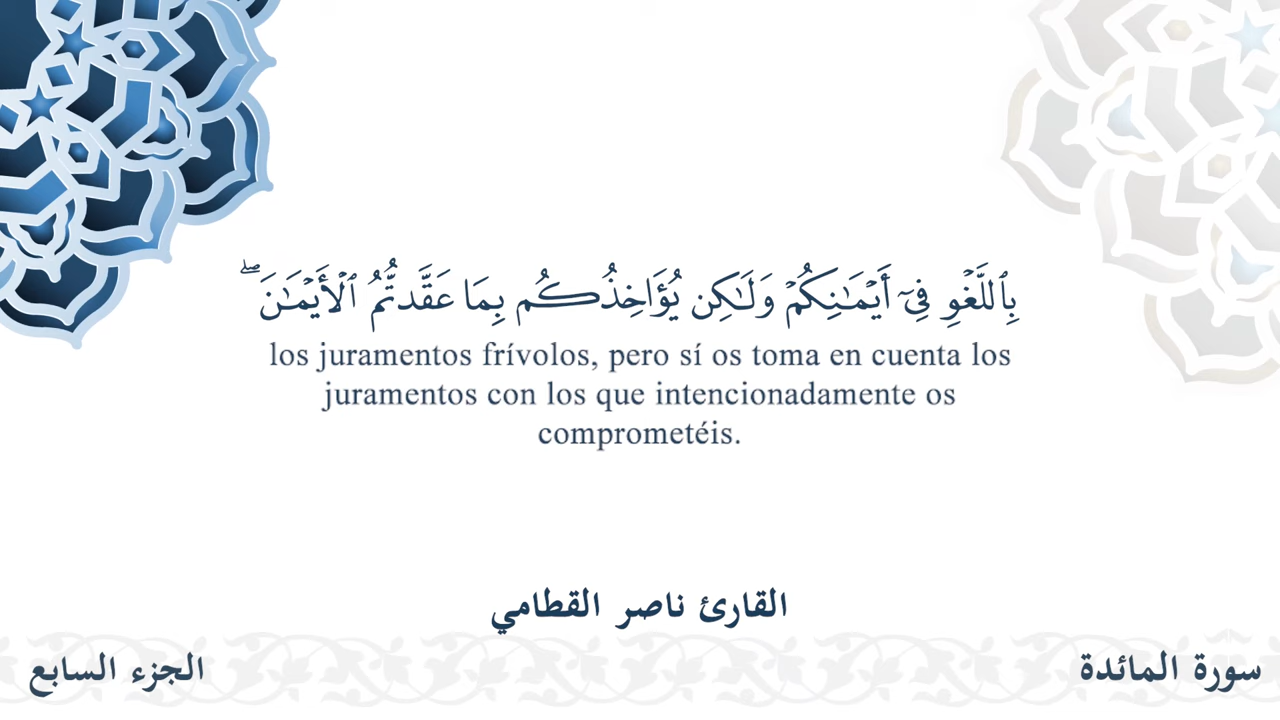 بِٱللَّغْوِ فِىٓ أَيْمَـٰنِكُمْ وَلَـٰكِن يُؤَاخِذُكُم بِمَا عَقَّدتُّمُ ٱلْأَيْمَـٰنَ ۖ
los juramentos frívolos, pero sí os toma en cuenta los
juramentos con los que intencionadamente os
comprometéis.
القارئ ناصر القطامي
سورة المائدة
الجزء السابع